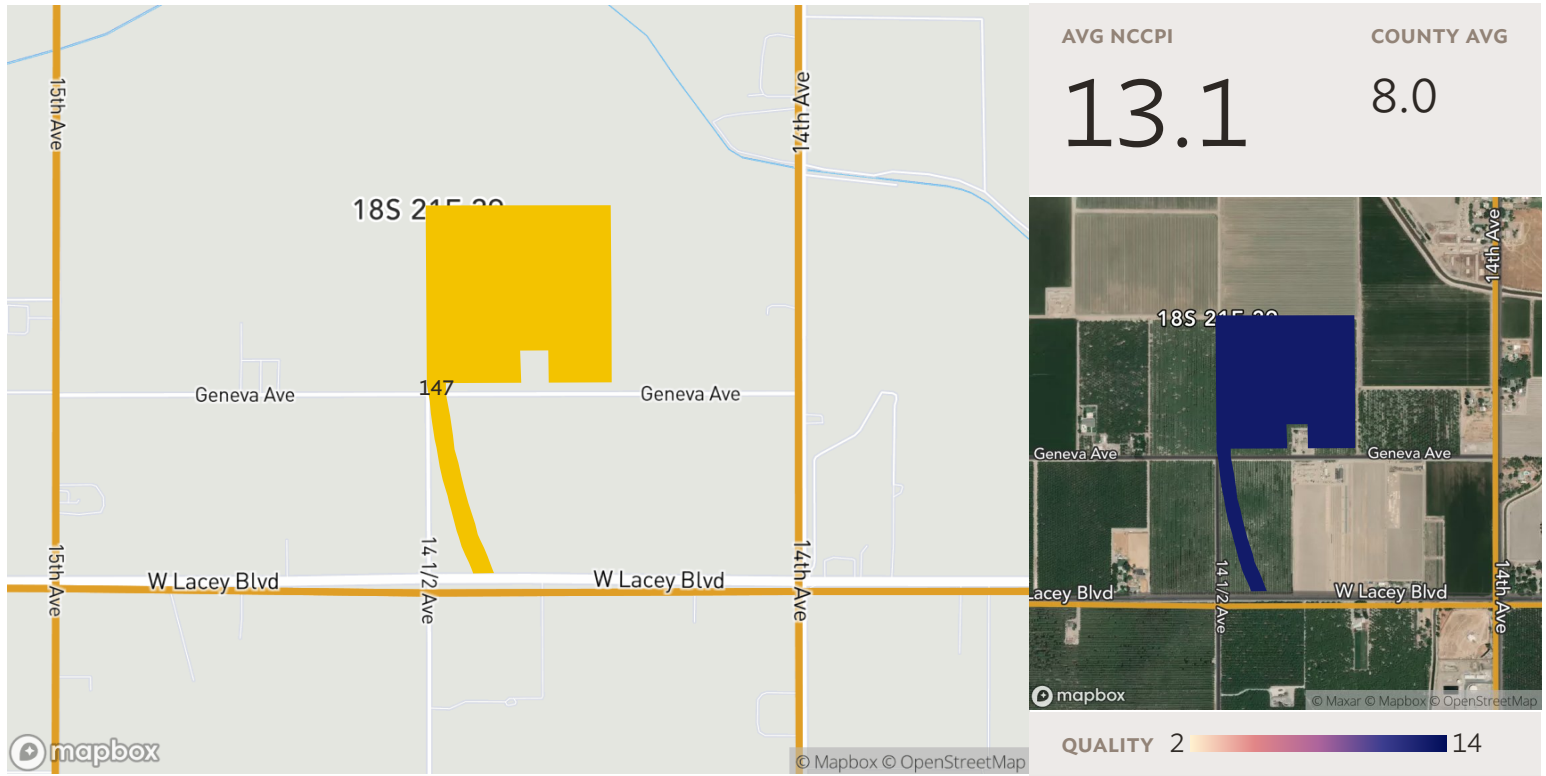 15th Ave
14th Ave
18S 21E 29
147
Geneva Ave
Geneva Ave
15th Ave
14 1/2 Ave
14th Ave
W Lacey Blvd
W Lacey Blvd
mapbox
© Mapbox © OpenStreetMap
AVG NCCPI
COUNTY AVG
13.1
8.0
14th Ave
18S 21E 29
Geneva Ave
Geneva Ave
14 1/2 Ave
14th Ave
Lacey Blvd
W Lacey Blvd
mapbox
© Maxar © Mapbox © OpenStreetMap
QUALITY 2 14